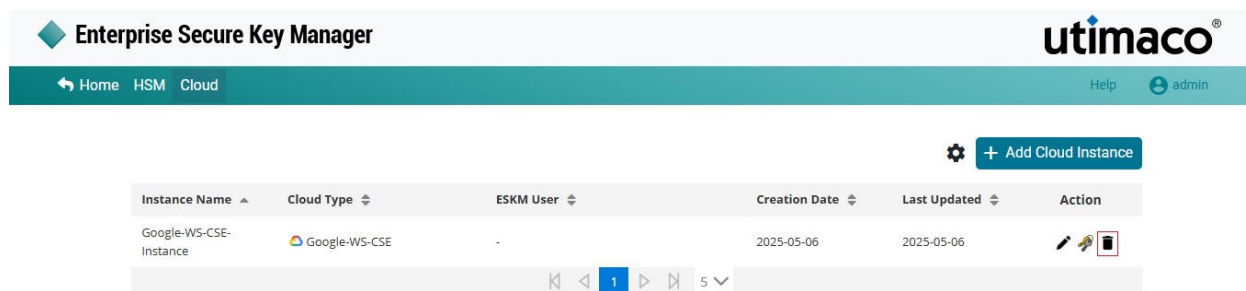 Enterprise Secure Key Manager
utimaco®
Home HSM Cloud Help admin
+ Add Cloud Instance
Instance Name Cloud Type ESKM User Creation Date Last Updated Action
Google-WS-CSE-
Instance Google-WS-CSE - 2025-05-06 2025-05-06
1 5